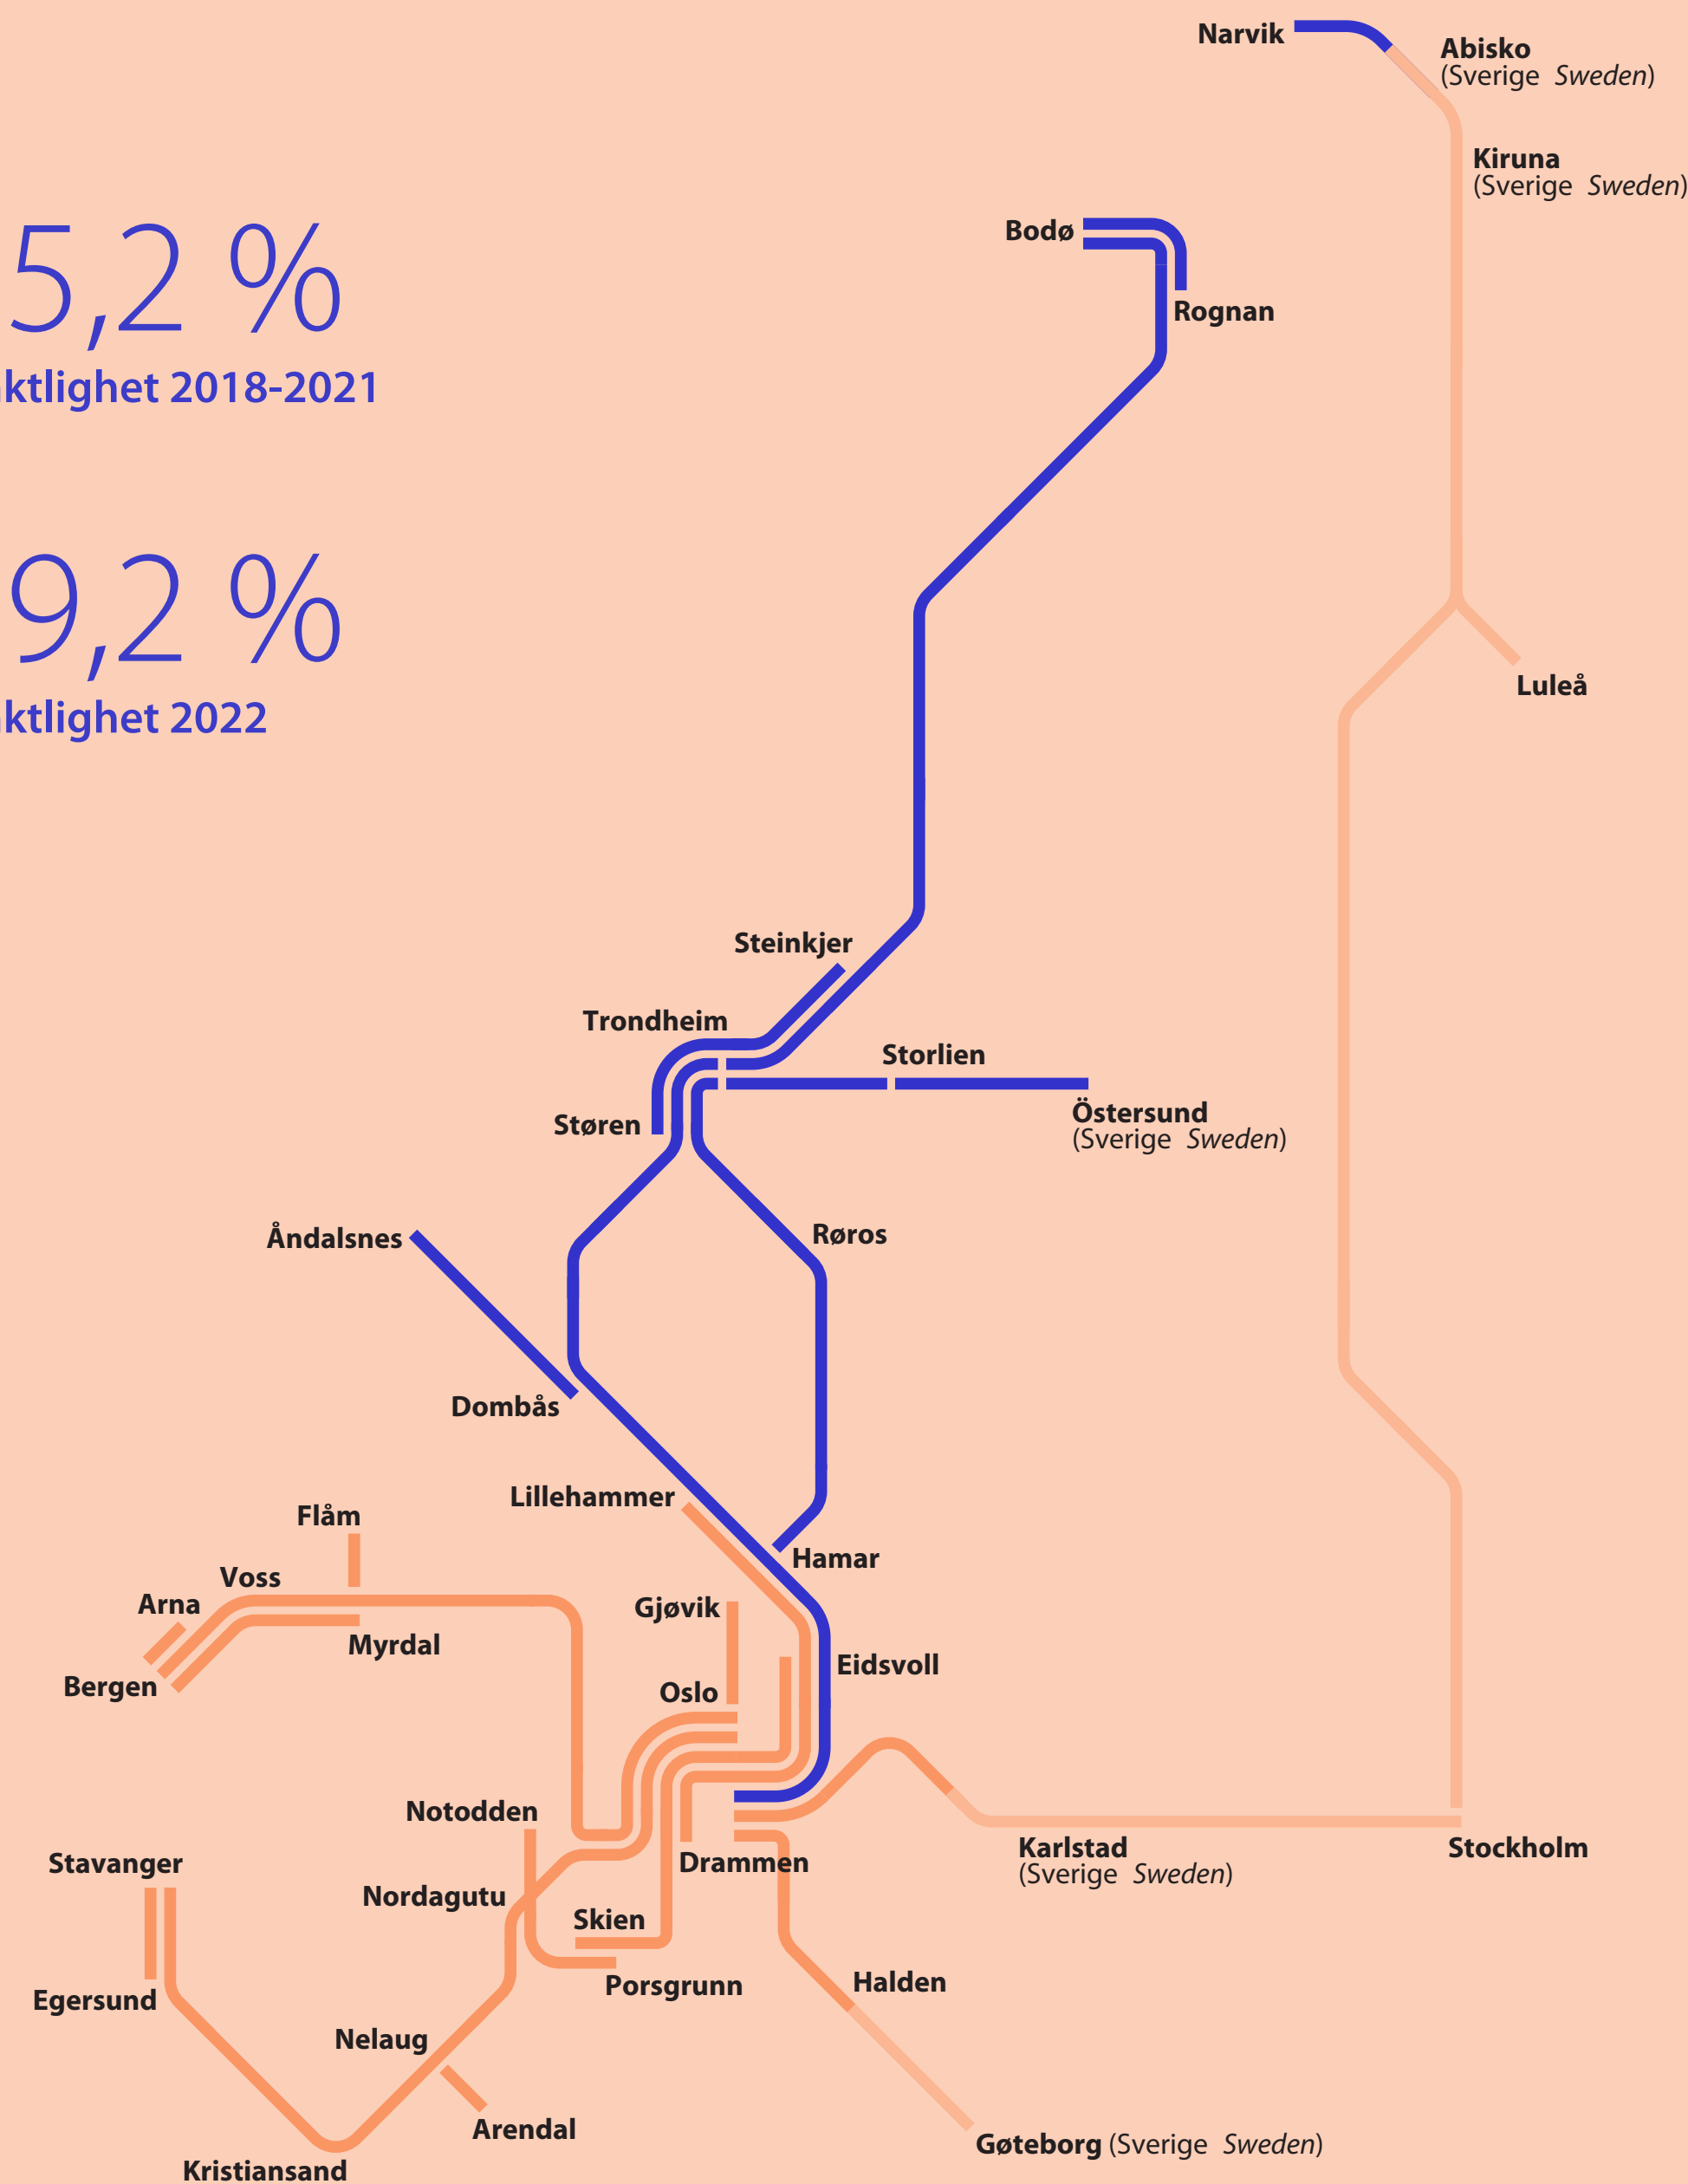 Narvik
Abisko
(Sverige Sweden)
Kiruna
(Sverige Sweden)
5,2 %
ktlighet 2018-2021
Bodø
Rognan
9,2 %
ktlighet 2022
Luleå
Steinkjer
Trondheim
Storlien
Støren
Östersund
(Sverige Sweden)
Røros
Åndalsnes
Dombås
Lillehammer
Flåm
Hamar
Voss
Arna
Gjøvik
Myrdal
Eidsvoll
Bergen
Oslo
Notodden
Drammen
Karlstad
(Sverige Sweden)
Stockholm
Stavanger
Nordagutu
Skien
Porsgrunn
Halden
Egersund
Nelaug
Arendal
Gøteborg (Sverige Sweden)
Kristiansand